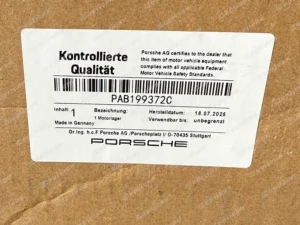 Kontrollierte
Qualität
Porsche AG certifies to the dealer that
this item of motor vehicle equipment
complies with all applicable Federal
Motor Vehicle Safety Standards.
PAB199372C
Inhalt: 1 Bezeichnung: Herstelldatum: 18.07.2025
1 Motorlager Verwendbar bis: unbegrenzt
Made in Germany
Dr. Ing. h.c.F Porsche AG /Porscheplatz 1/ D-70435 Stuttgart
PORSCHE